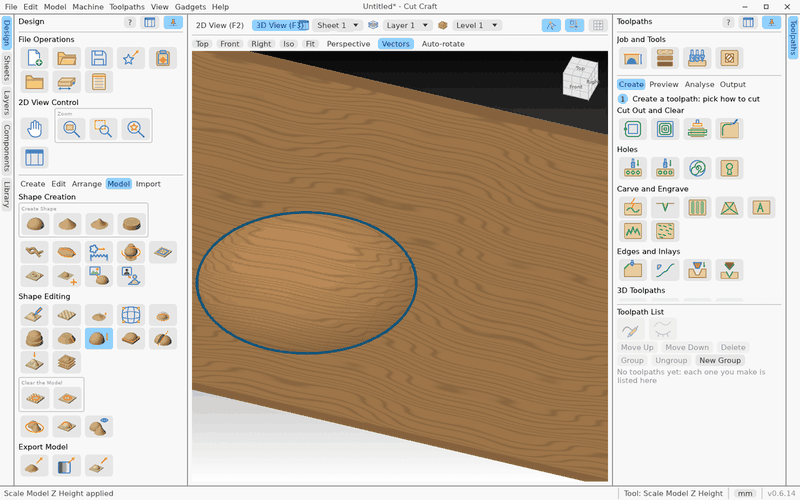 Untitled* - Cut Craft
File Edit Model Machine Toolpaths View Gadgets Help
Design
Sheets
Layers
Components
Library
Design
?
File Operations
2D View Control
Zoom
Create Edit Arrange Model Import
Shape Creation
Create Shape
Shape Editing
Clear the Model
Export Model
2D View (F2) 3D View (F3) Sheet 1 Layer 1 Level 1
Top Front Right Iso Fit Perspective Vectors Auto-rotate
Top
Front
Right
Toolpaths
?
Toolpaths
Job and Tools
Create Preview Analyse Output
1 Create a toolpath: pick how to cut
Cut Out and Clear
Holes
Carve and Engrave
A
Edges and Inlays
3D Toolpaths
Toolpath List
Move Up Move Down Delete
Group Ungroup New Group
No toolpaths yet: each one you make is
listed here
Scale Model Z Height applied
Tool: Scale Model Z Height mm v0.6.14